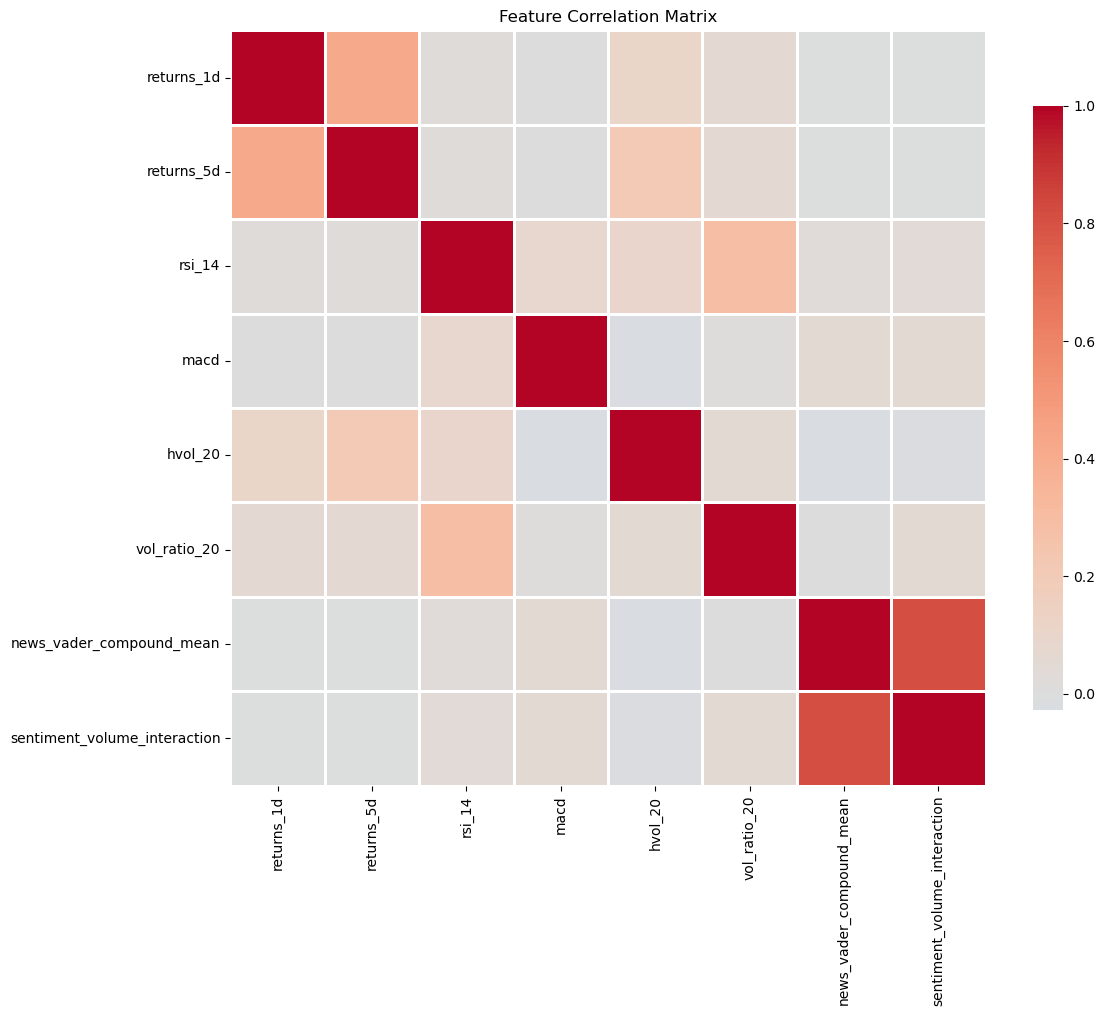 Feature Correlation Matrix
returns_1d
returns_5d
rsi_14
macd
hvol_20
vol_ratio_20
news_vader_compound_mean
sentiment_volume_interaction
returns_1d
returns_5d
rsi_14
macd
hvol_20
vol_ratio_20
news_vader_compound_mean
sentiment_volume_interaction
1.0
0.8
0.6
0.4
0.2
0.0